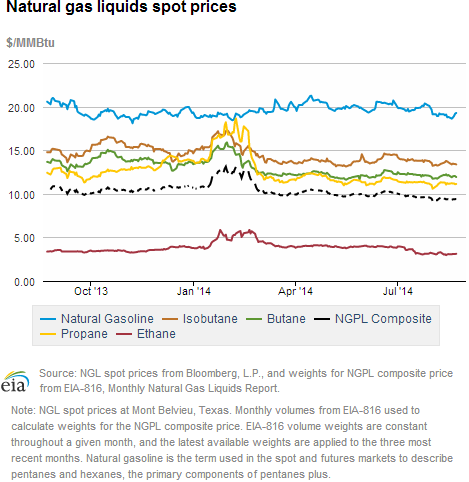 Natural gas liquids spot prices
$/MMBtu
25.00
20.00
15.00
10.00
5.00
0.00
Oct '13 Jan '14 Apr '14 Jul '14
Natural Gasoline Isobutane Butane NGPL Composite
Propane Ethane
eia
Source: NGL spot prices from Bloomberg, L.P., and weights for NGPL composite price
from EIA-816, Monthly Natural Gas Liquids Report.
Note: NGL spot prices at Mont Belvieu, Texas. Monthly volumes from EIA-816 used to
calculate weights for the NGPL composite price. EIA-816 volume weights are constant
throughout a given month, and the latest available weights are applied to the three most
recent months. Natural gasoline is the term used in the spot and futures markets to describe
pentanes and hexanes, the primary components of pentanes plus.